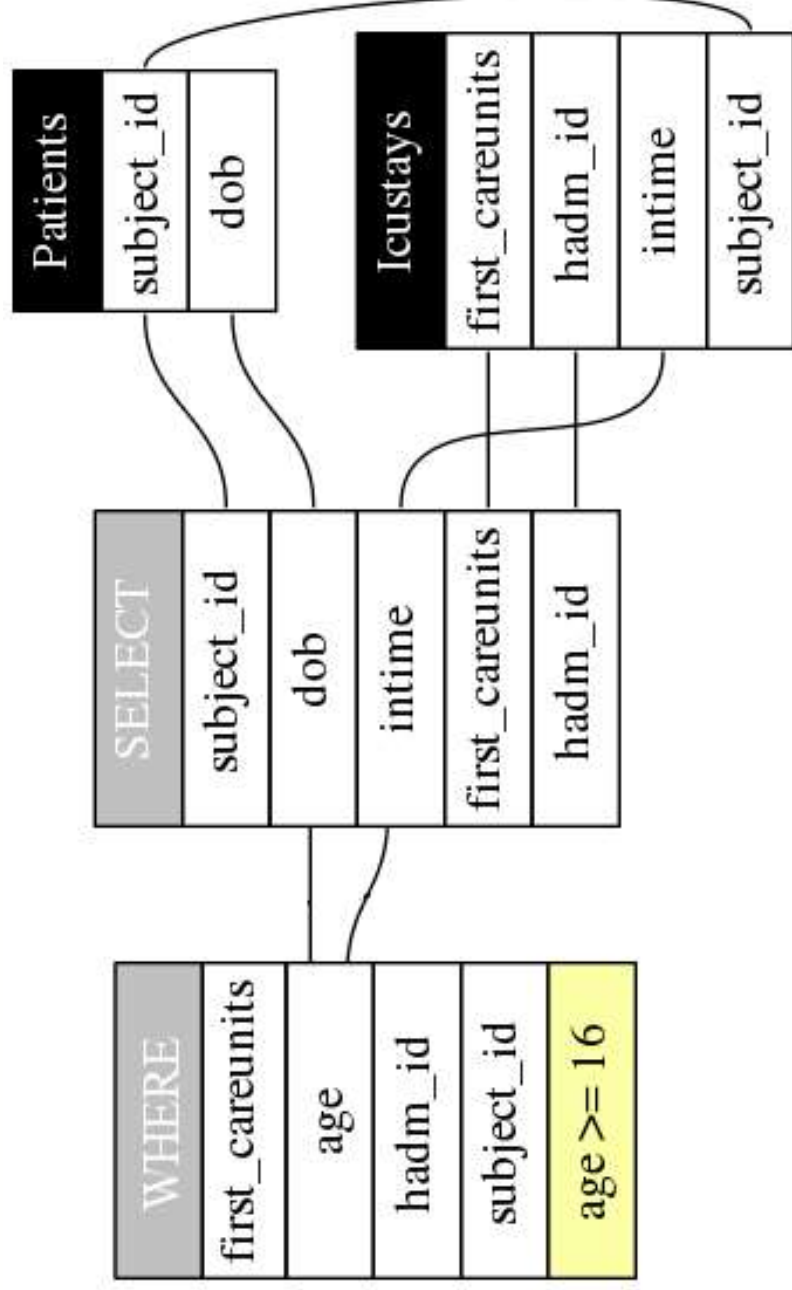 Patients
subject_id
dob
Icustays
first_careunits
hadm_id
intime
subject_id
SELECT
subject_id
dob
intime
first_careunits
hadm_id
WHERE
first_careunits
age
hadm_id
subject_id
age >= 16